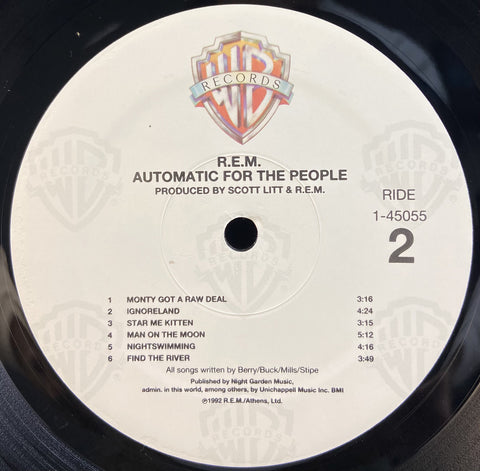 WB
RECORDS
R.E.M.
AUTOMATIC FOR THE PEOPLE
PRODUCED BY SCOTT LITT & R.E.M.
RIDE
1-45055
2
1 MONTY GOT A RAW DEAL 3:16
2 IGNORELAND 4:24
3 STAR ME KITTEN 3:15
4 MAN ON THE MOON 5:12
5 NIGHTSWIMMING 4:16
6 FIND THE RIVER 3:49
All songs written by Berry/Buck/Mills/Stipe
Published by Night Garden Music,
admin. in this world, among others, by Unichappell Music Inc. BMI
℗1992 R.E.M./Athens, Ltd.